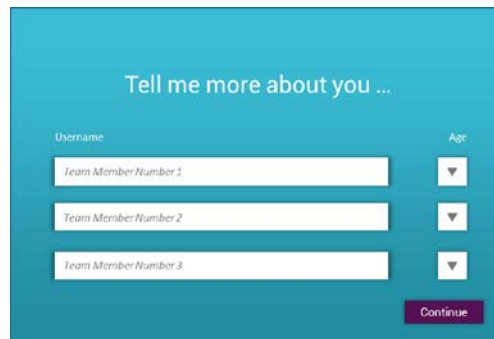 Tell me more about you ...
Username Age
Team Member Number 1
Team Member Number 2
Team Member Number 3
Continue